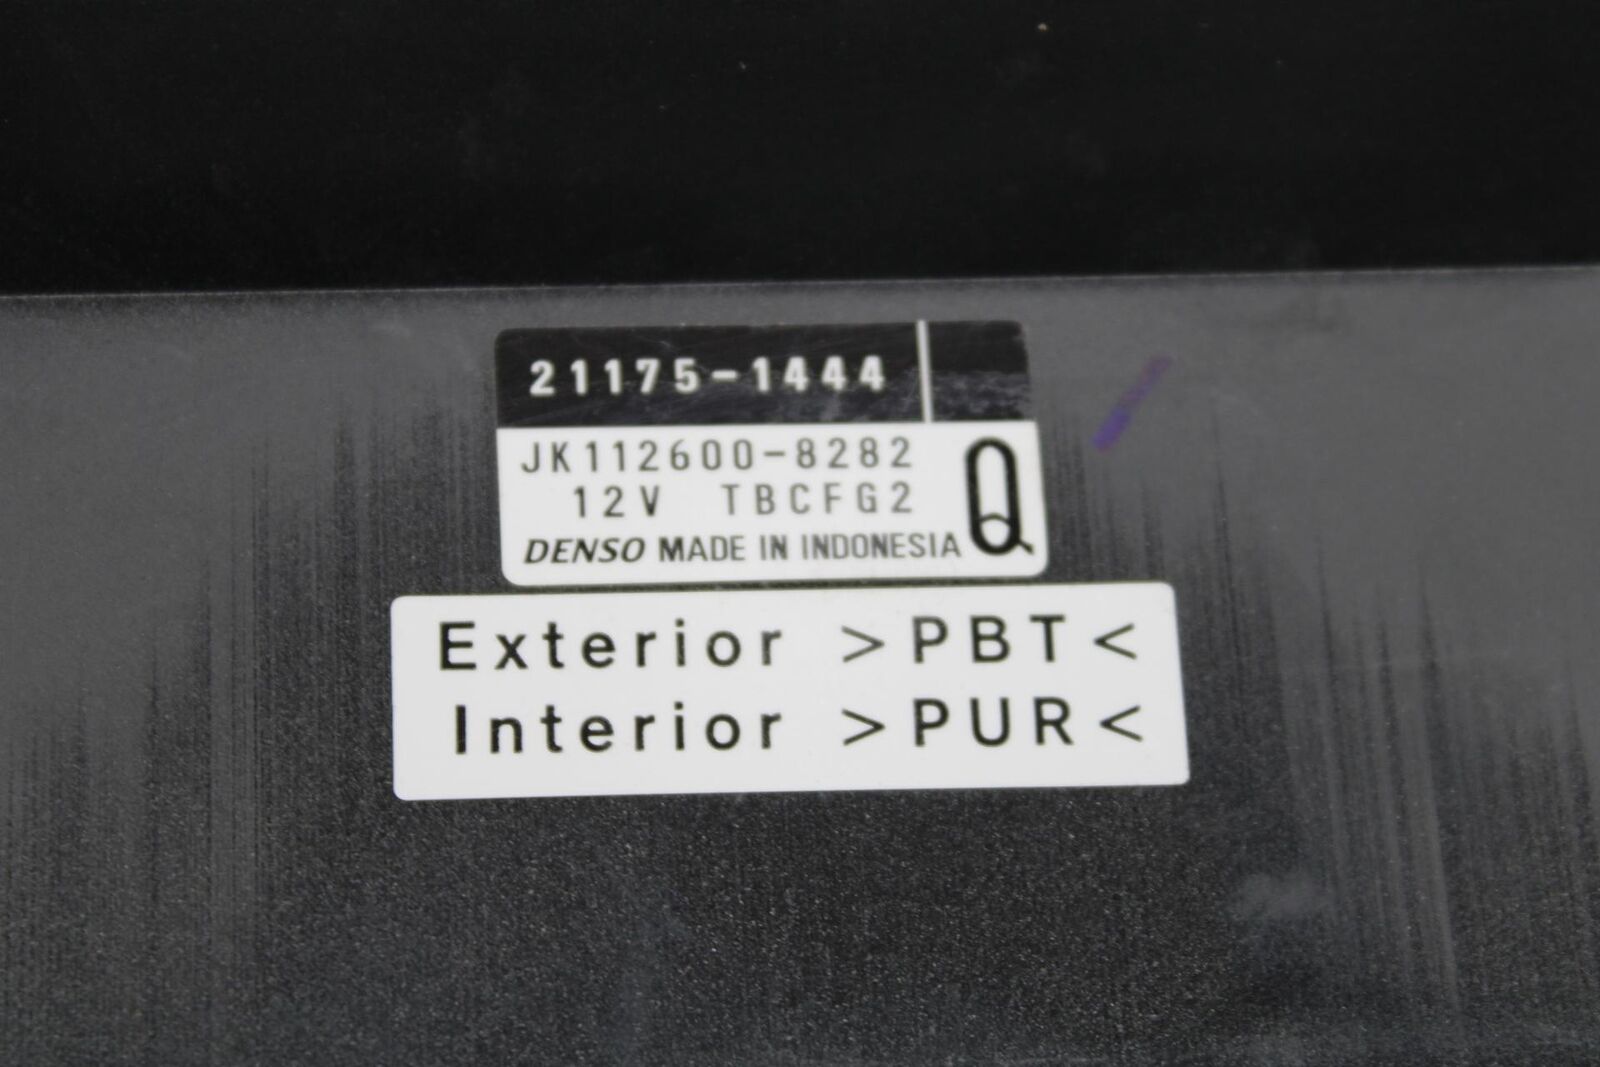 21175-1444
JK112600-8282
12V TBCFG2 Q
DENSO MADE IN INDONESIA
Exterior >PBT<
Interior >PUR<